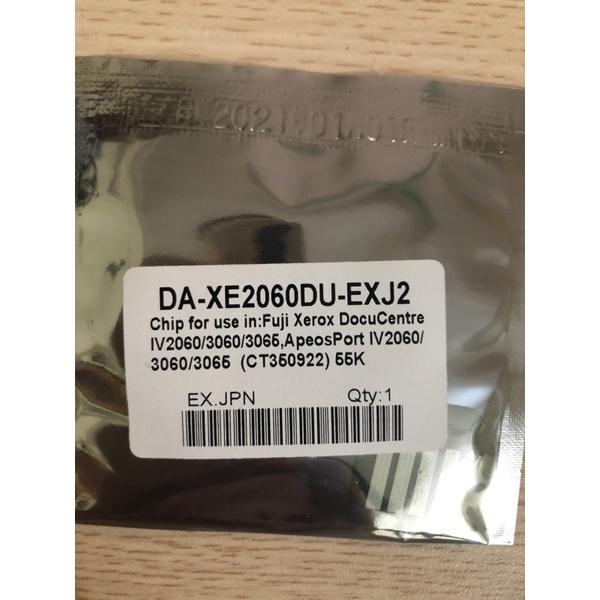 DA-XE2060DU-EXJ2
Chip for use in:Fuji Xerox DocuCentre
IV2060/3060/3065,ApeosPort IV2060/
3060/3065 (CT350922) 55K
EX.JPN Qty:1